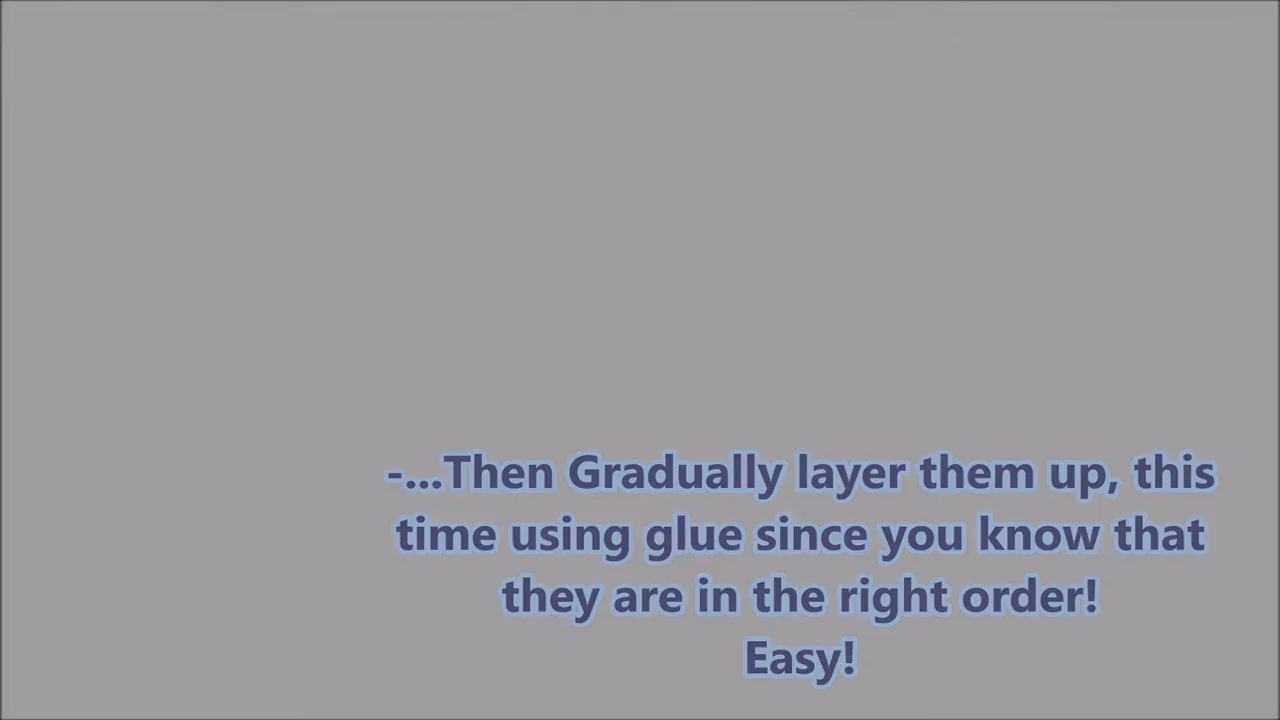 -...Then Gradually layer them up, this
time using glue since you know that
they are in the right order!
Easy!